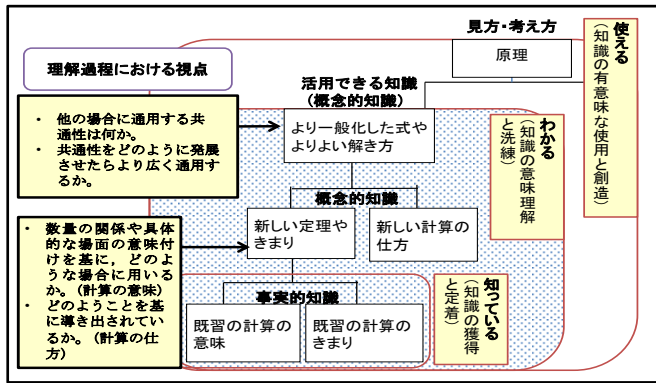 見方・考え方
原理
理解過程における視点
活用できる知識
(概念的知識)
・ 他の場合に通用する共
通性は何か。
・ 共通性をどのように発展
させたらより広く通用す
るか。
より一般化した式や
よりよい解き方
概念的知識
新しい定理や
きまり
新しい計算の
仕方
・ 数量の関係や具体
的な場面の意味付
けを基に，どのよ
うな場合に用いる
か。(計算の意味)
・ どのようことを基
に導き出されてい
るか。(計算の仕
方)
事実的知識
既習の計算の
意味
既習の計算の
きまり
使える
(知識の有意味な使用と創造)
わかる
(知識の意味理解
と洗練)
知っている
(知識の獲得
と定着)